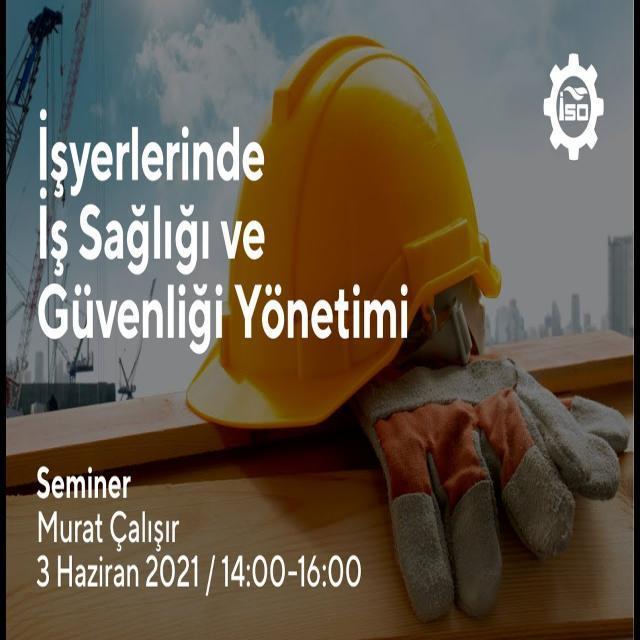 İSO
İşyerlerinde
İş Sağlığı ve
Güvenliği Yönetimi
Seminer
Murat Çalışır
3 Haziran 2021 / 14:00-16:00